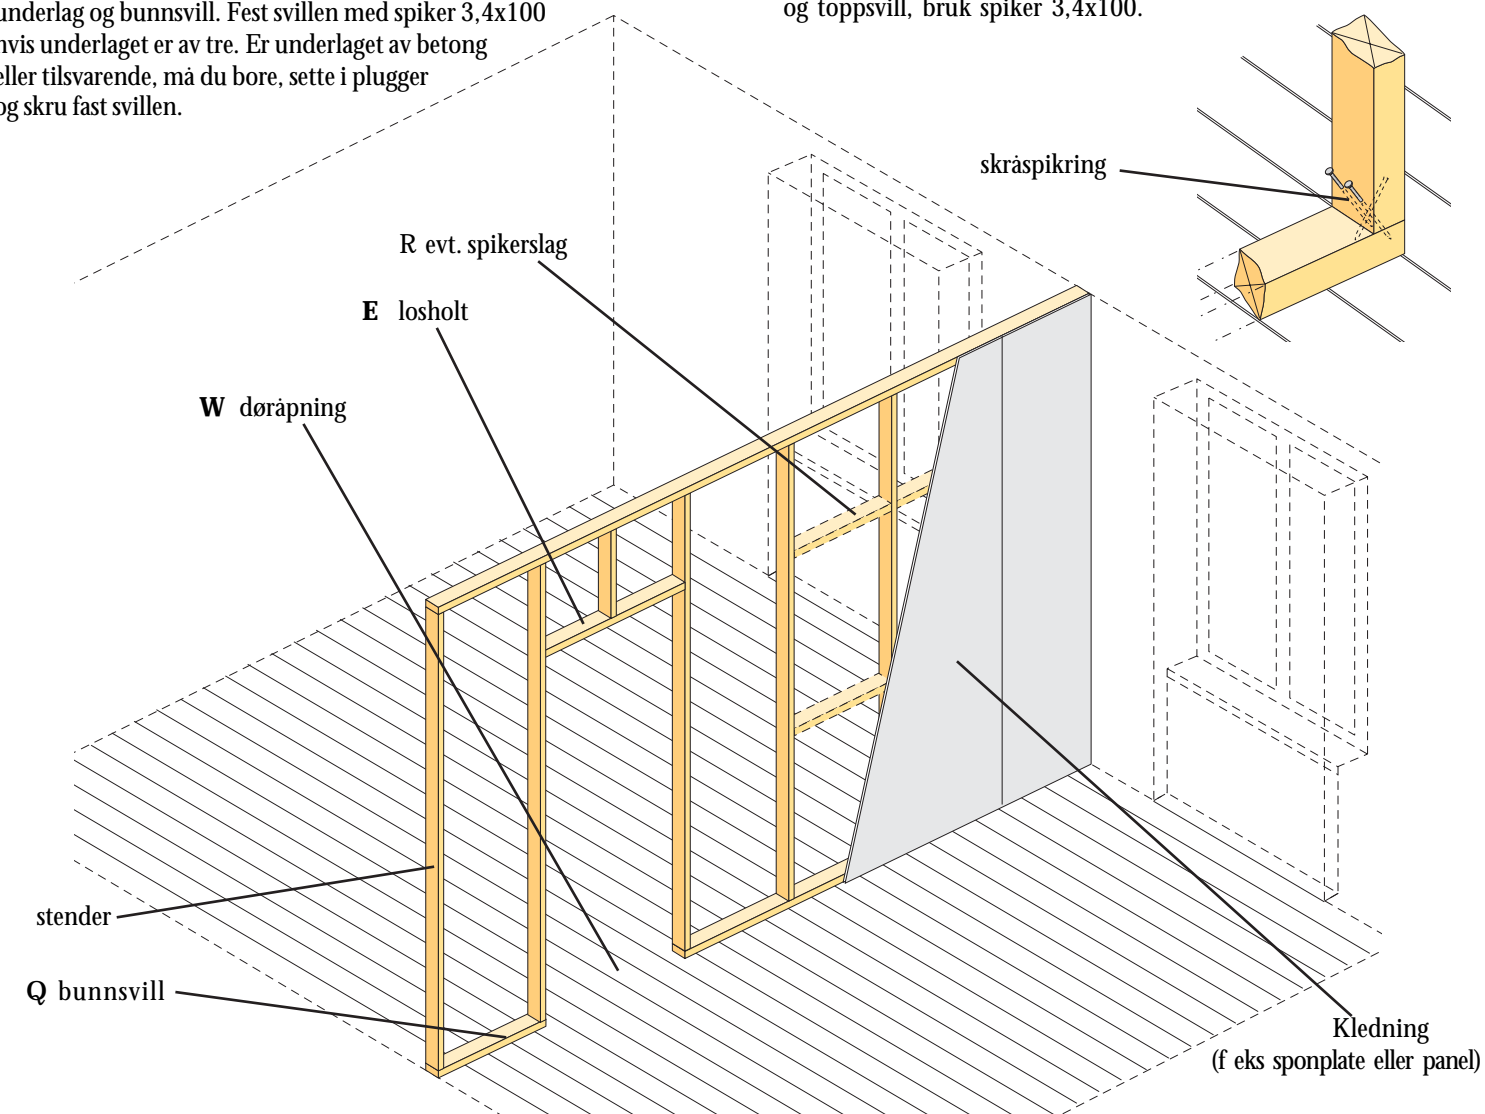 underlag og bunnsvill. Fest svillen med spiker 3,4x100
hvis underlaget er av tre. Er underlaget av betong
eller tilsvarende, må du bore, sette i plugger
og skru fast svillen.
og toppsvill, bruk spiker 3,4x100.
skråspikring
R evt. spikerslag
E losholt
W døråpning
stender
Q bunnsvill
Kledning
(f eks sponplate eller panel)